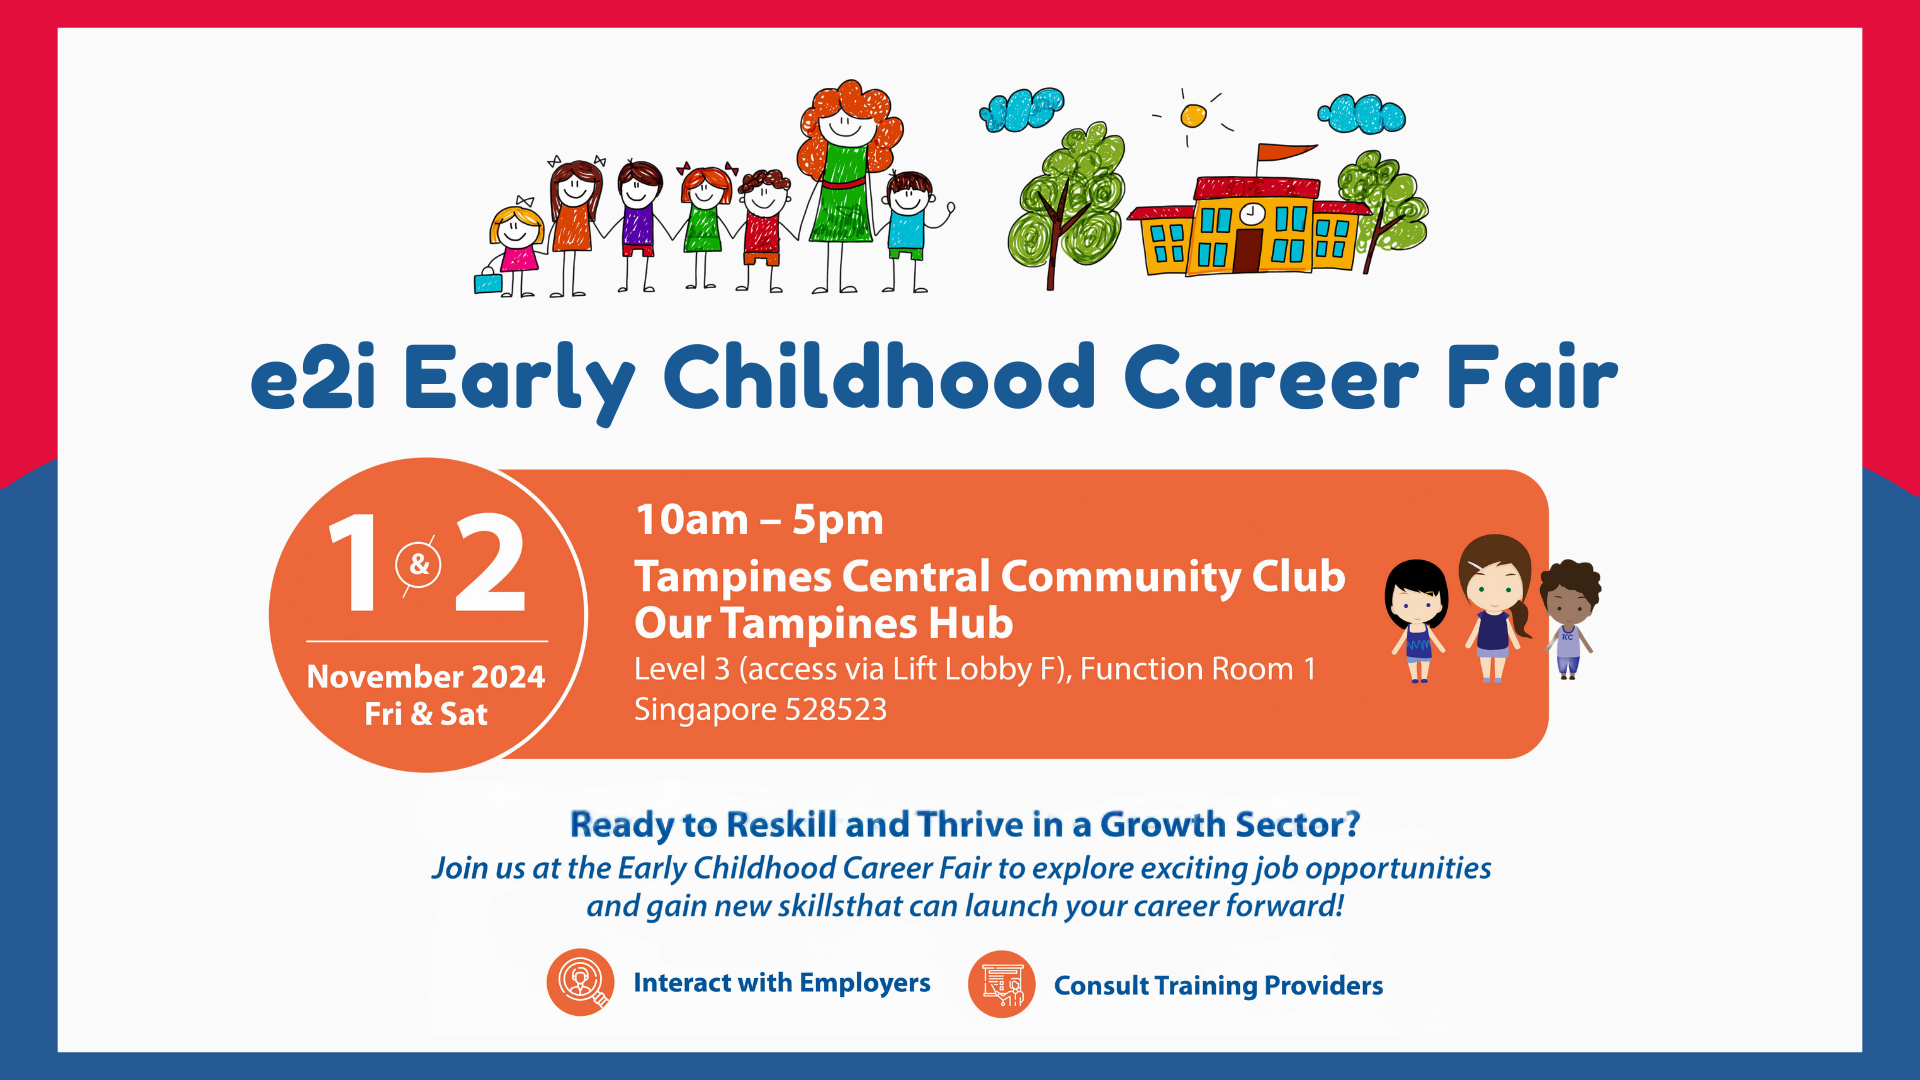 e2i Early Childhood Career Fair
1 & 2
November 2024
Fri & Sat
10am – 5pm
Tampines Central Community Club
Our Tampines Hub
Level 3 (access via Lift Lobby F), Function Room 1
Singapore 528523
KC
Ready to Reskill and Thrive in a Growth Sector?
Join us at the Early Childhood Career Fair to explore exciting job opportunities
and gain new skillsthat can launch your career forward!
Interact with Employers
Consult Training Providers